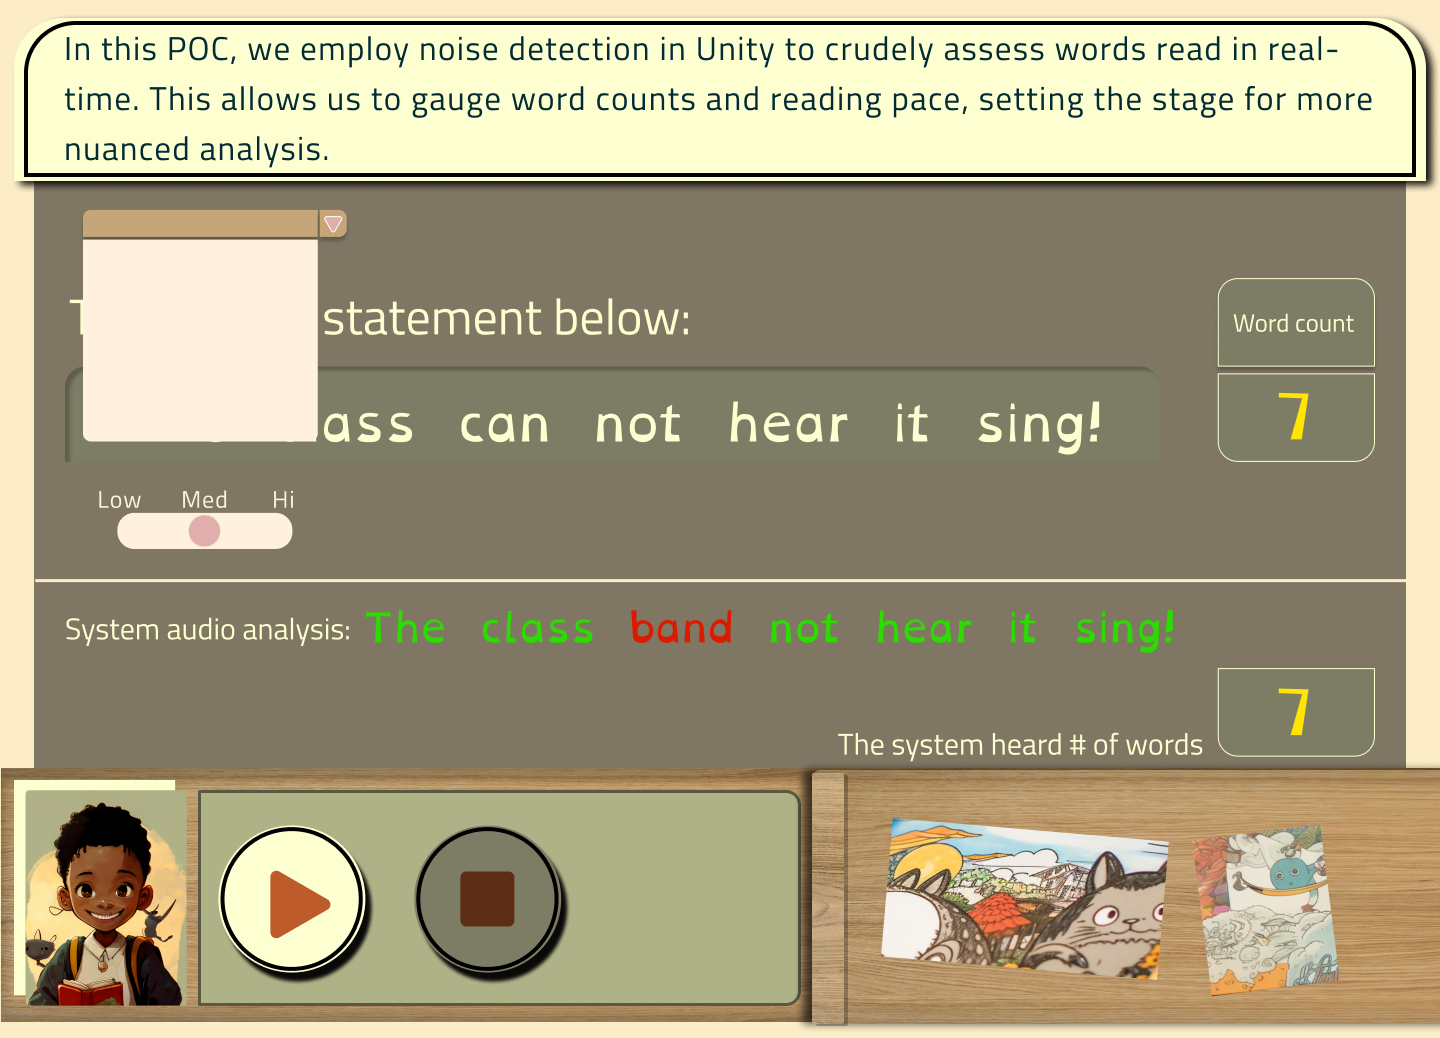 In this POC, we employ noise detection in Unity to crudely assess words read in real-
time. This allows us to gauge word counts and reading pace, setting the stage for more
nuanced analysis.
statement below:
Word count
can not hear it sing!
7
Low Med Hi
System audio analysis: The class band not hear it sing!
7
The system heard # of words